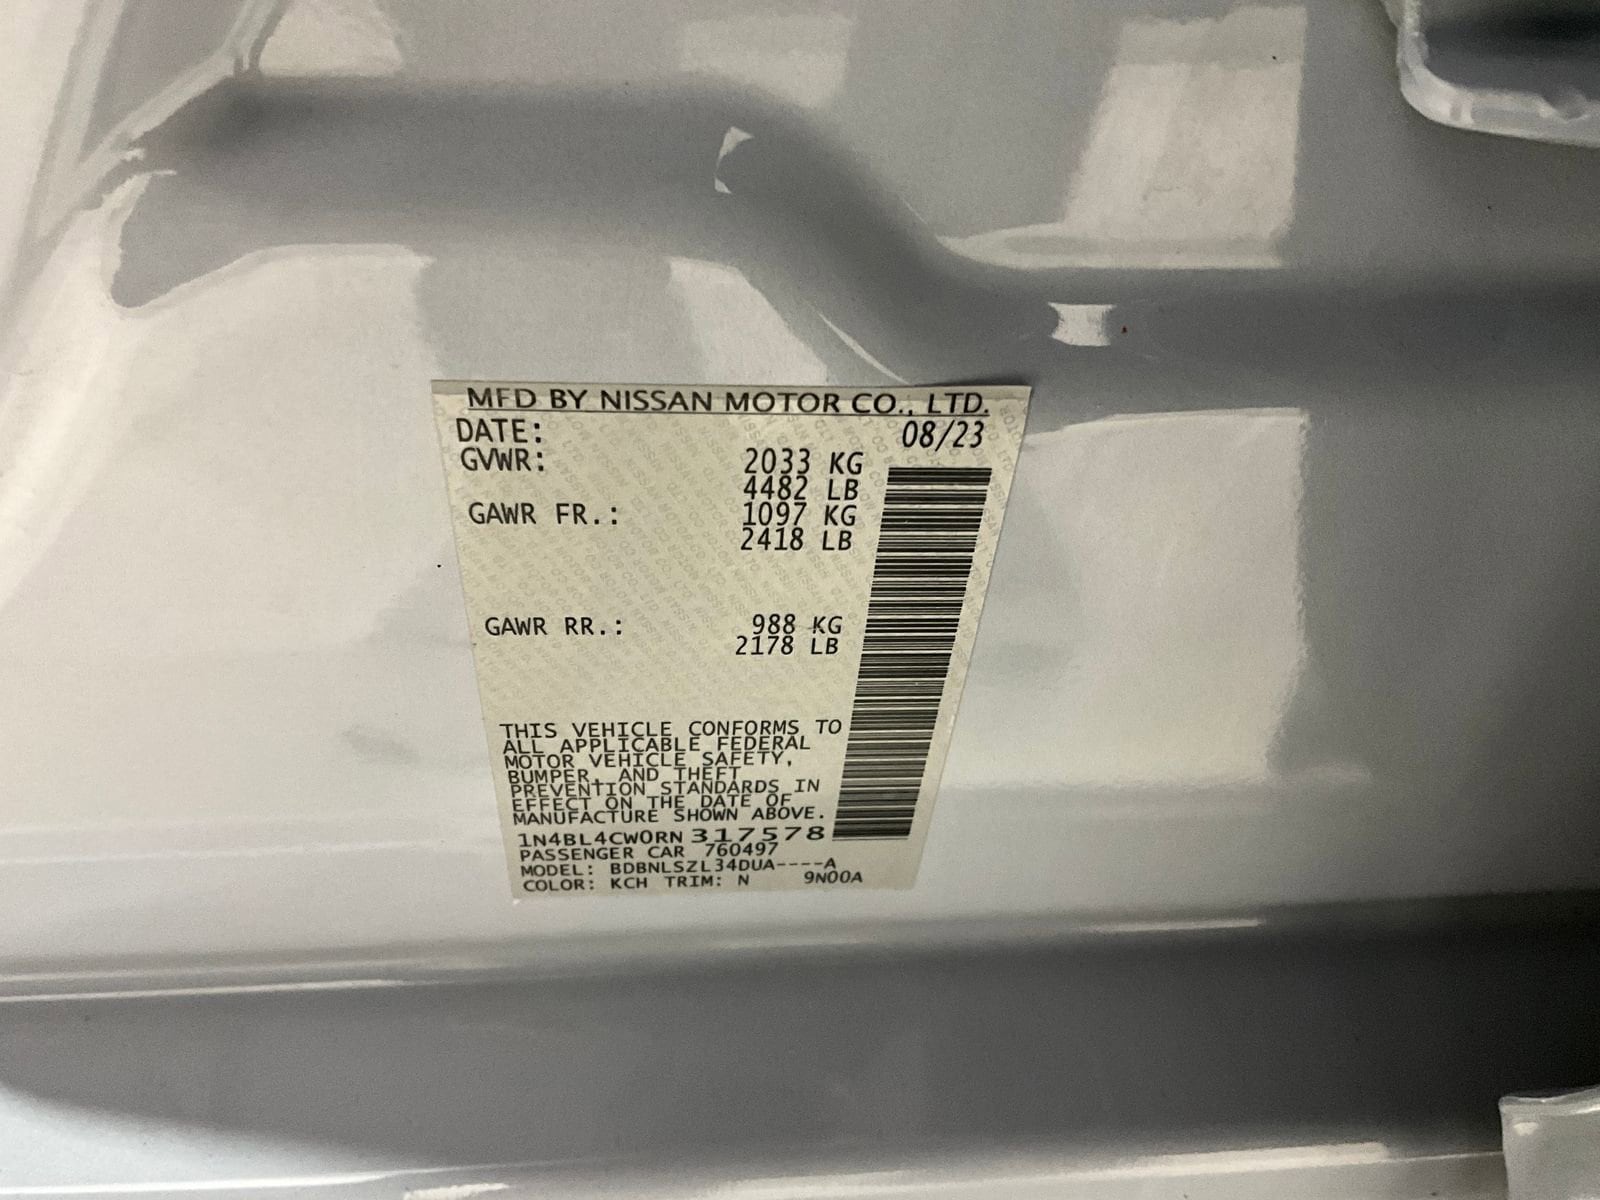 MFD BY NISSAN MOTOR CO., LTD.
DATE: 08/23
GVWR: 2033 KG
4482 LB
GAWR FR.: 1097 KG
2418 LB
GAWR RR.: 988 KG
2178 LB
THIS VEHICLE CONFORMS TO
ALL APPLICABLE FEDERAL
MOTOR VEHICLE SAFETY,
BUMPER, AND THEFT
PREVENTION STANDARDS IN
EFFECT ON THE DATE OF
MANUFACTURE SHOWN ABOVE.
1N4BL4CW0RN317578
PASSENGER CAR 760497
MODEL: BDBNLSZL34DUA----A
COLOR: KCH TRIM: N 9N00A